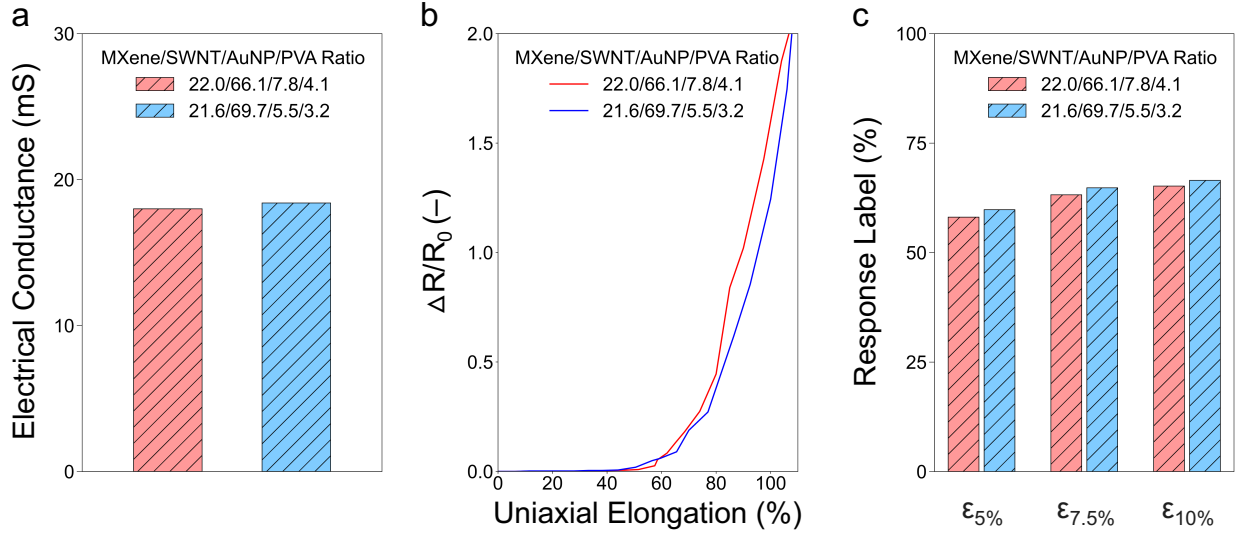 a
30
20
10
0
Electrical Conductance (mS)
MXene/SWNT/AuNP/PVA Ratio
22.0/66.1/7.8/4.1
21.6/69.7/5.5/3.2
b
2.0
1.5
1.0
0.5
0.0
ΔR/R₀ (–)
MXene/SWNT/AuNP/PVA Ratio
22.0/66.1/7.8/4.1
21.6/69.7/5.5/3.2
0 20 40 60 80 100
Uniaxial Elongation (%)
c
100
75
50
25
0
Response Label (%)
MXene/SWNT/AuNP/PVA Ratio
22.0/66.1/7.8/4.1
21.6/69.7/5.5/3.2
ε5% ε7.5% ε10%